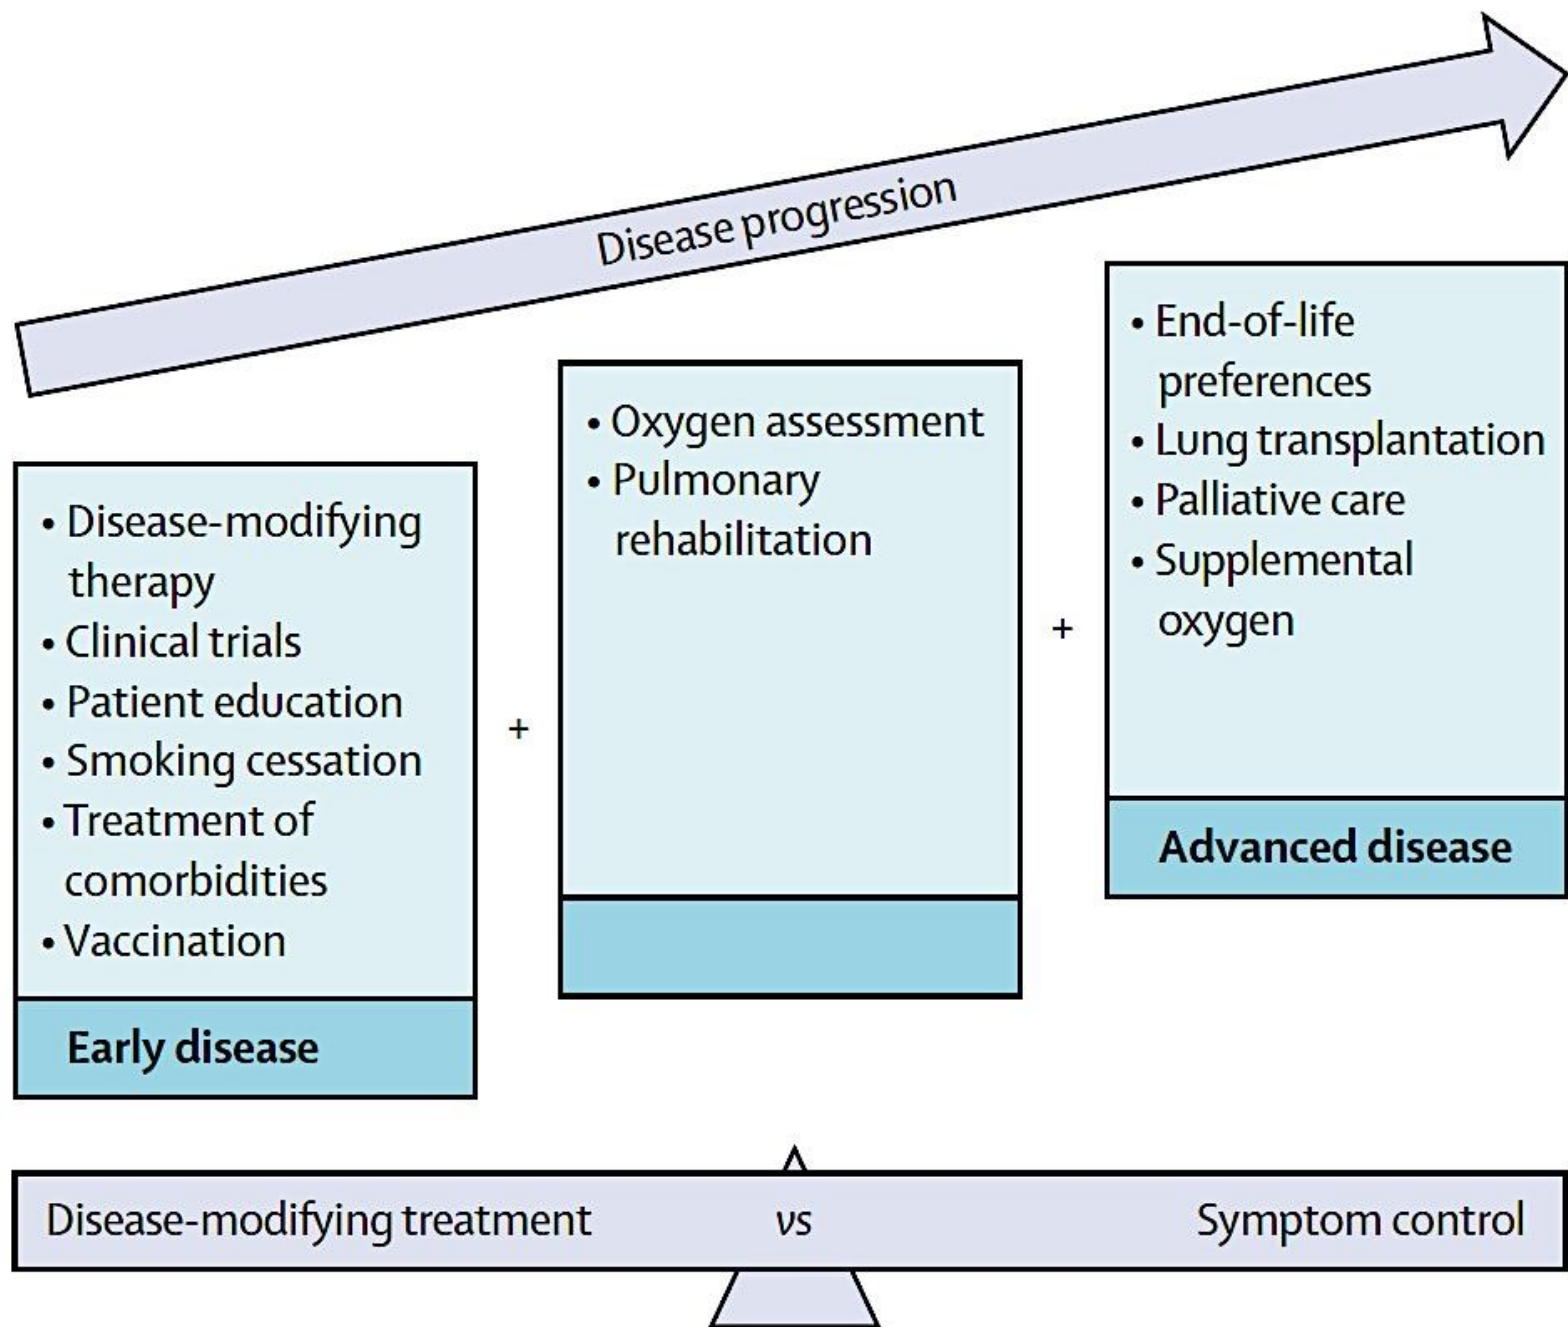 Disease progression
• Disease-modifying
therapy
• Clinical trials
• Patient education
• Smoking cessation
• Treatment of
comorbidities
• Vaccination
Early disease
+
• Oxygen assessment
• Pulmonary
rehabilitation
+
• End-of-life
preferences
• Lung transplantation
• Palliative care
• Supplemental
oxygen
Advanced disease
Disease-modifying treatment vs Symptom control